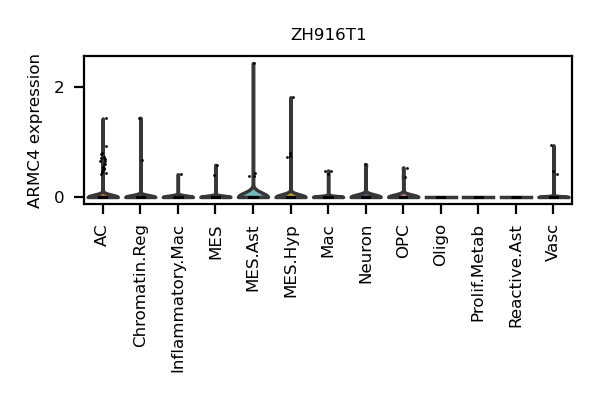 ZH916T1
ARMC4 expression
2
0
AC
Chromatin.Reg
Inflammatory.Mac
MES
MES.Ast
MES.Hyp
Mac
Neuron
OPC
Oligo
Prolif.Metab
Reactive.Ast
Vasc